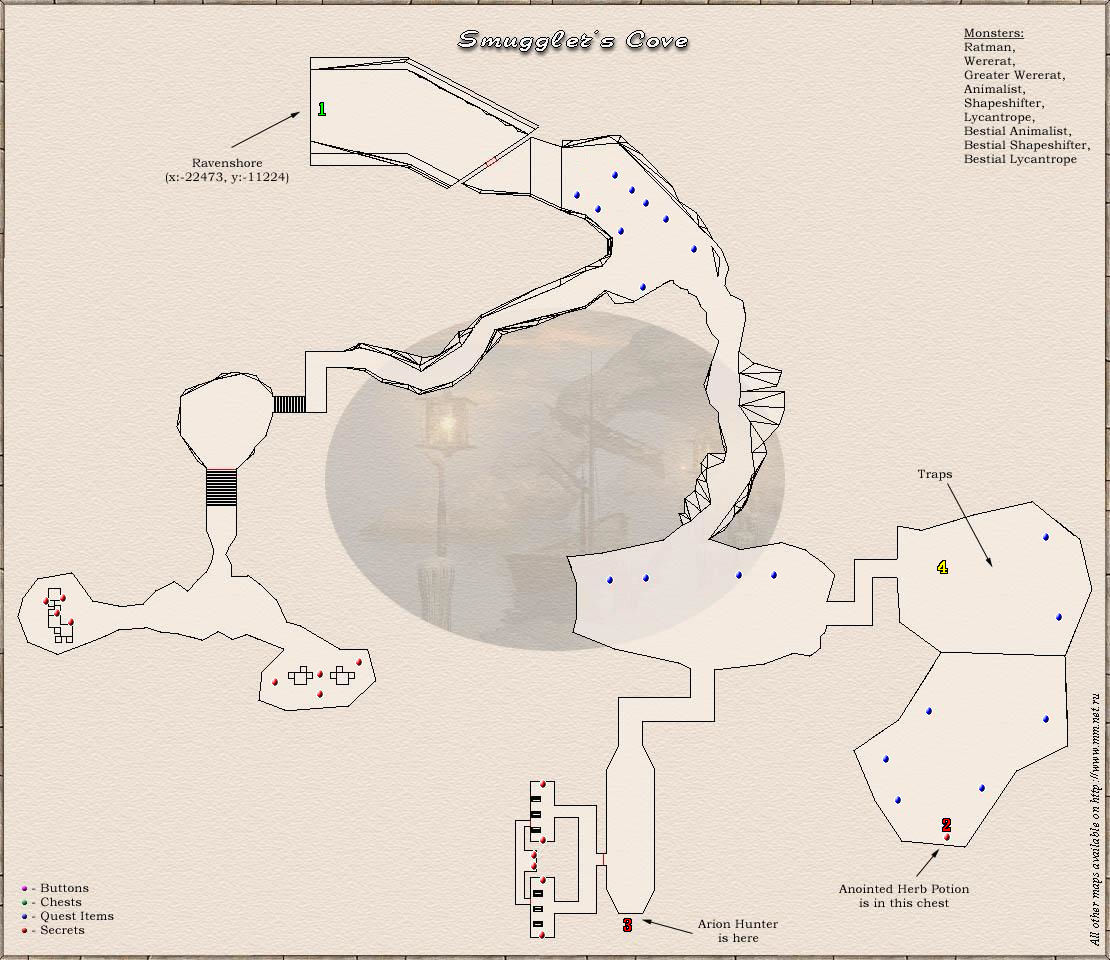 Smuggler's Cove
Monsters:
Ratman,
Wererat,
Greater Wererat,
Animalist,
Shapeshifter,
Lycantrope,
Bestial Animalist,
Bestial Shapeshifter,
Bestial Lycantrope
1
Ravenshore
(x:-22473, y:-11224)
Traps
4
2
Anointed Herb Potion
is in this chest
3
Arion Hunter
is here
- Buttons
- Chests
- Quest Items
- Secrets
All other maps available on http://www.mm.net.ru